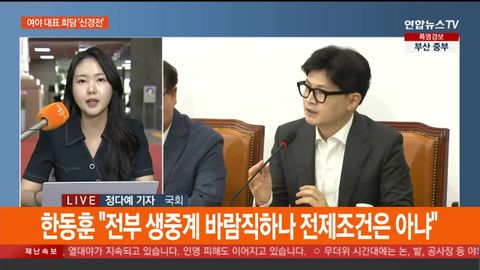 여야 대표 회담 '신경전'
연합뉴스TV
폭염경보
부산 중부
LIVE 정다예 기자 국회
한동훈 "전부 생중계 바람직하나 전제조건은 아냐"
재난속보 열대야가 지속되고 있습니다. 인명 피해도 이어지고 있습니다. ○ 무더위 시간대에는 논, 밭, 공사장 등 야